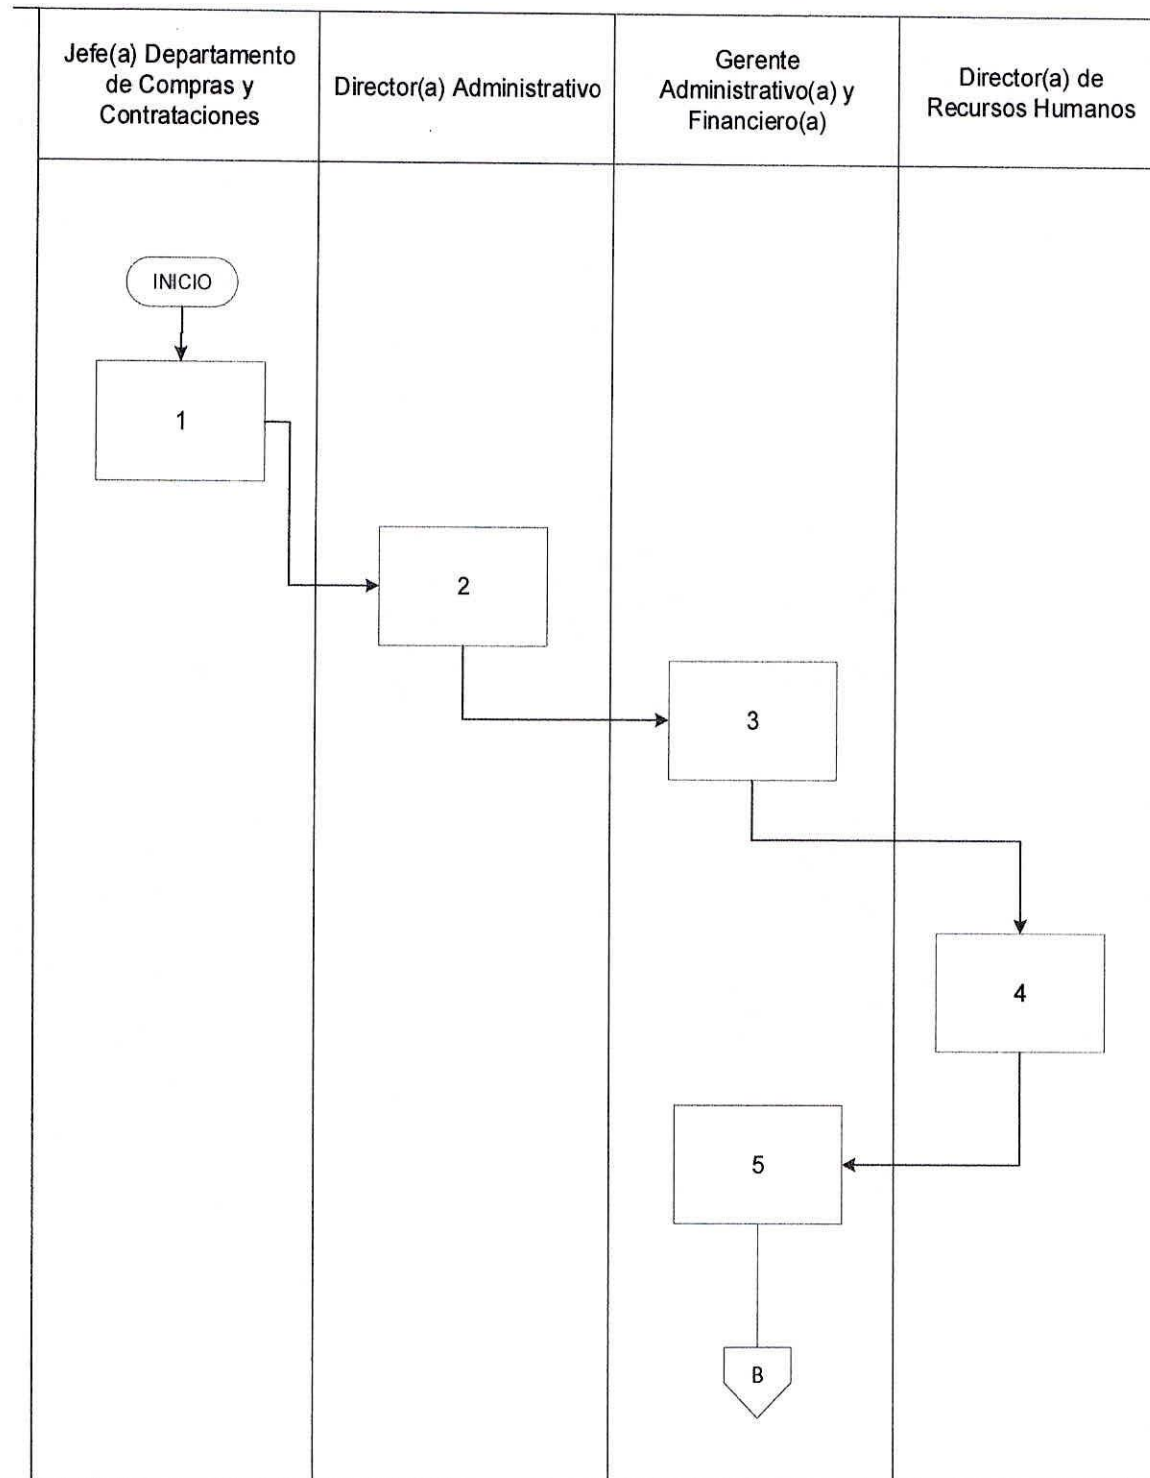 Jefe(a) Departamento
de Compras y
Contrataciones
Director(a) Administrativo
Gerente
Administrativo(a) y
Financiero(a)
Director(a) de
Recursos Humanos
INICIO
1
2
3
4
5
B